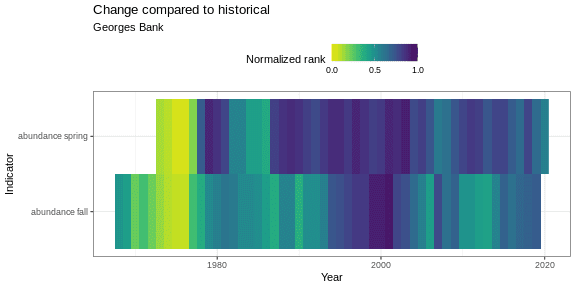 Change compared to historical
Georges Bank
Normalized rank
0.0 0.5 1.0
abundance spring
abundance fall
Indicator
1980 2000 2020
Year